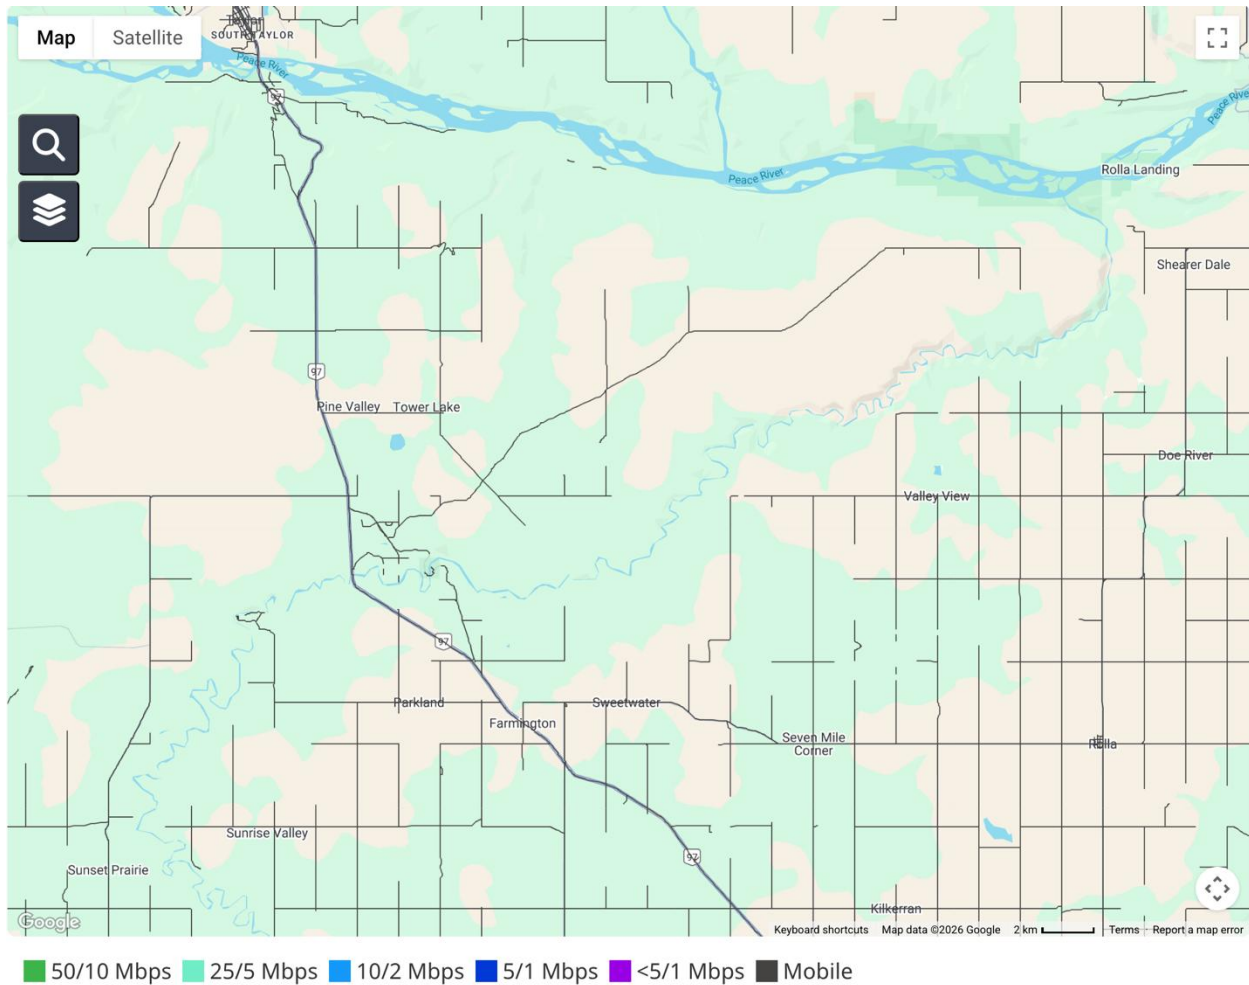 Map
Satellite
Taylor
SOUTH TAYLOR
Peace River
97
Peace River
Rolla Landing
Peace River
Shearer Dale
97
Pine Valley
Tower Lake
Doe River
Valley View
97
Parkland
Sweetwater
Farmington
Seven Mile
Corner
Rolla
Sunrise Valley
97
Sunset Prairie
Kilkerran
Google
Keyboard shortcuts
Map data ©2026 Google
2 km
Terms
Report a map error
50/10 Mbps
25/5 Mbps
10/2 Mbps
5/1 Mbps
<5/1 Mbps
Mobile